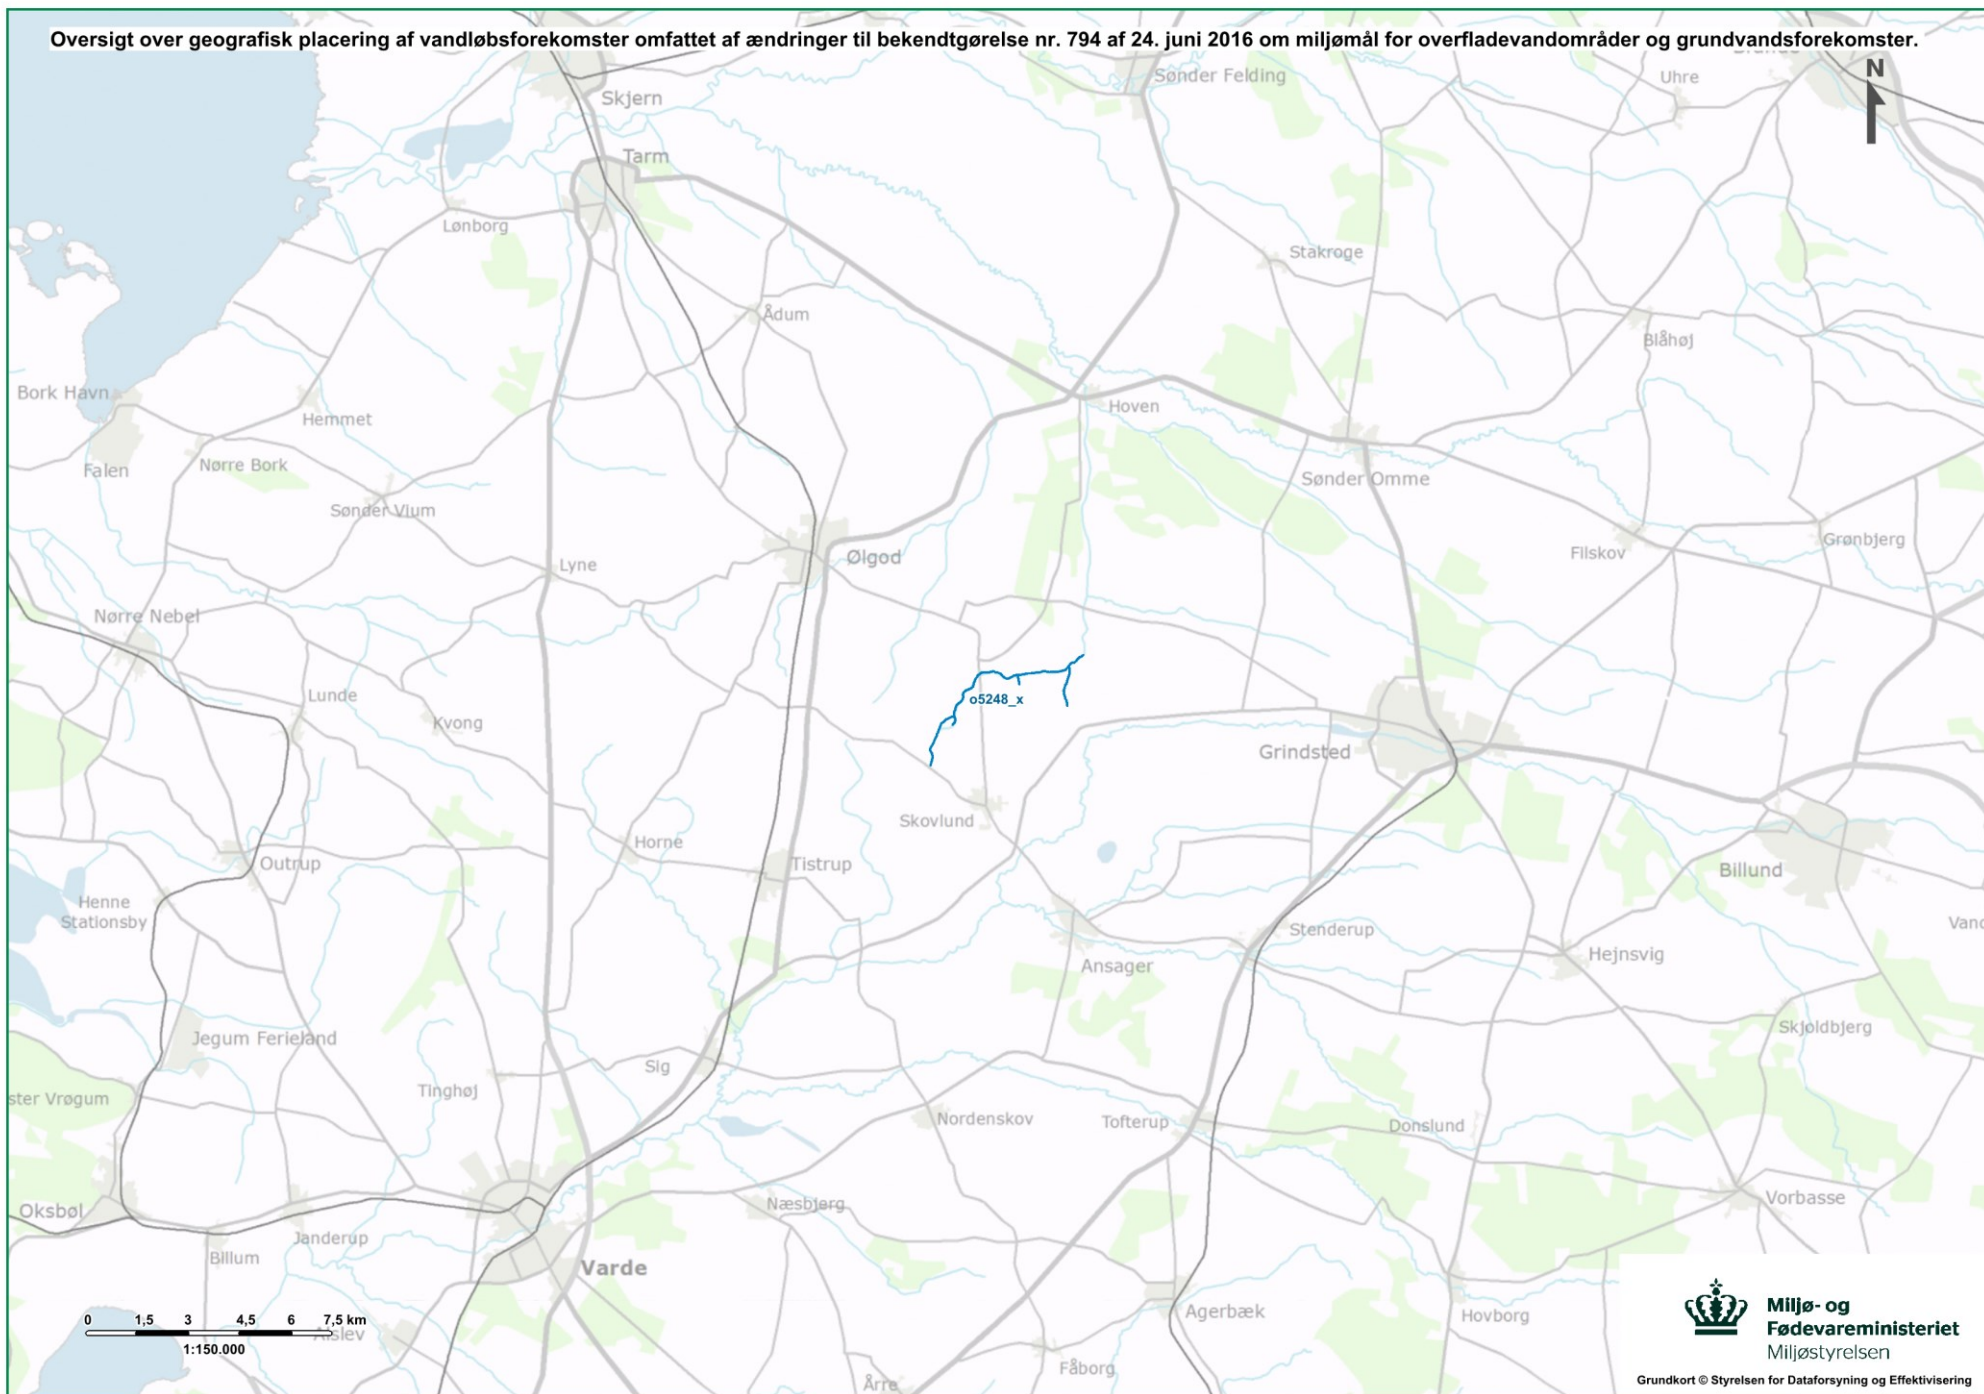 Oversigt over geografisk placering af vandløbsforekomster omfattet af ændringer til bekendtgørelse nr. 794 af 24. juni 2016 om miljømål for overfladevandområder og grundvandsforekomster.
N
Skjern
Sønder Felding
Uhre
Tarm
Lønborg
Stakroge
Ådum
Blåhøj
Bork Havn
Hemmet
Hoven
Falen
Nørre Bork
Sønder Omme
Sønder Vium
Ølgod
Lyne
Filskov
Grønbjerg
Nørre Nebel
Lunde
Kvong
o5248_x
Grindsted
Skovlund
Horne
Tistrup
Outrup
Billund
Henne
Stationsby
Vand
Stenderup
Ansager
Hejnsvig
Jegum Ferieland
Skjoldbjerg
Sig
Tinghøj
ster Vrøgum
Nordenskov
Tofterup
Donslund
Oksbøl
Næsbjerg
Vorbasse
Janderup
Billum
Varde
Agerbæk
Hovborg
0 1,5 3 4,5 6 7,5 km
1:150.000
Alslev
Fåborg
Årre
Miljø- og
Fødevareministeriet
Miljøstyrelsen
Grundkort © Styrelsen for Dataforsyning og Effektivisering